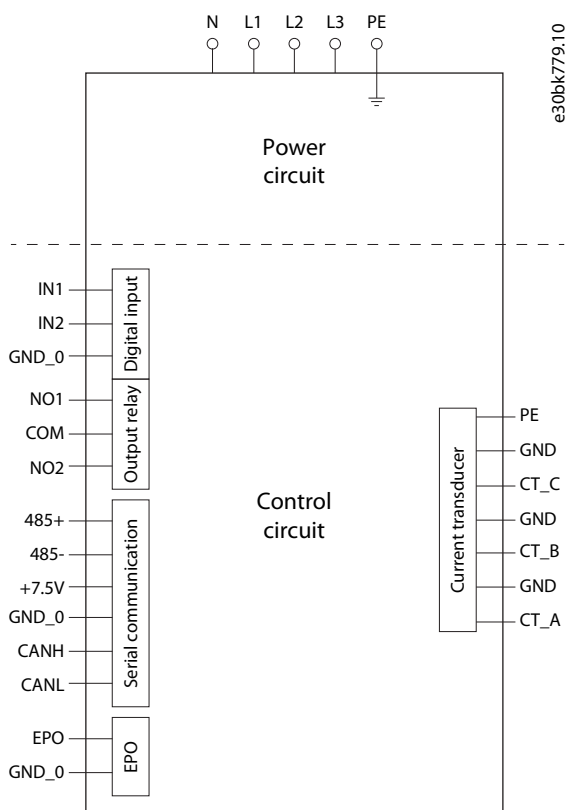 N L1 L2 L3 PE
e30bk779.10
Power
circuit
IN1
IN2
GND_0
Digital input
NO1
COM
NO2
Output relay
485+
485-
+7.5V
GND_0
CANH
CANL
Serial communication
EPO
GND_0
EPO
Control
circuit
Current transducer
PE
GND
CT_C
GND
CT_B
GND
CT_A